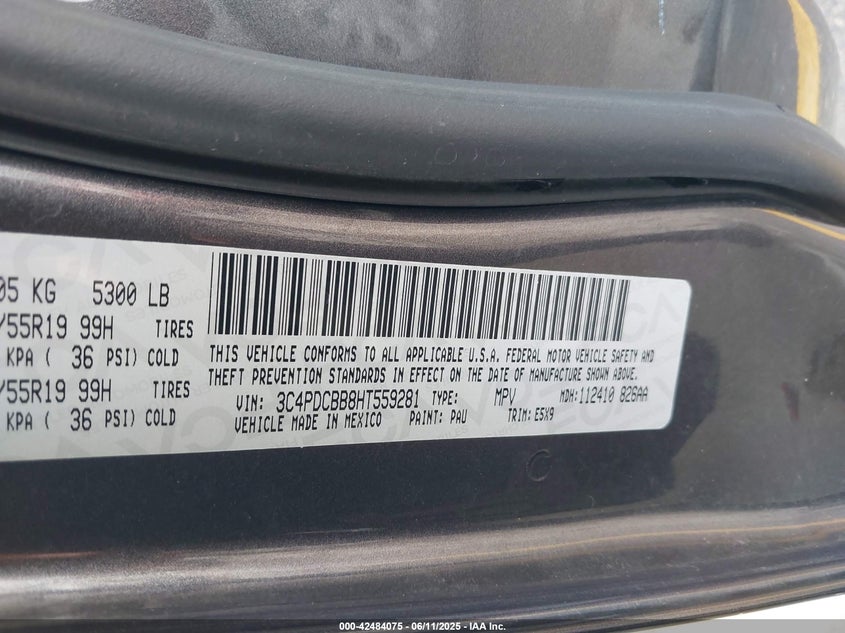 05 KG 5300 LB
/55R19 99H TIRES
KPA ( 36 PSI) COLD
/55R19 99H TIRES
KPA ( 36 PSI) COLD
THIS VEHICLE CONFORMS TO ALL APPLICABLE U.S.A. FEDERAL MOTOR VEHICLE SAFETY AND
THEFT PREVENTION STANDARDS IN EFFECT ON THE DATE OF MANUFACTURE SHOWN ABOVE.
VIN: 3C4PDCBB8HT559281 TYPE: MPV MDH: 112410 828AA
VEHICLE MADE IN MEXICO PAINT: PAU TRIM: E5X9
000-42484075 - 06/11/2025 - IAA Inc.